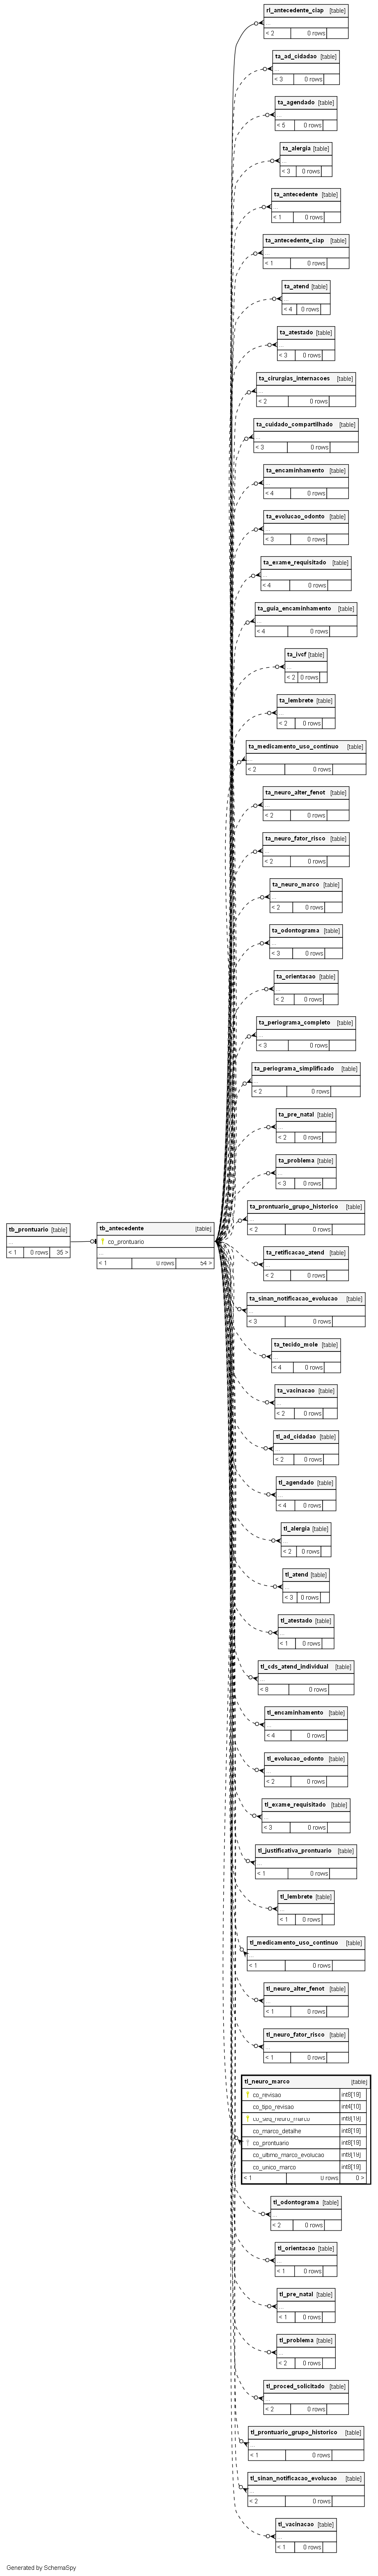 rl_antecedente_ciap [table]
...
< 2 0 rows
ta_ad_cidadao [table]
...
< 3 0 rows
ta_agendado [table]
...
< 5 0 rows
ta_alergia [table]
...
< 3 0 rows
ta_antecedente [table]
...
< 1 0 rows
ta_antecedente_ciap [table]
...
< 1 0 rows
ta_atend [table]
...
< 4 0 rows
ta_atestado [table]
...
< 3 0 rows
ta_cirurgias_internacoes [table]
...
< 2 0 rows
ta_cuidado_compartilhado [table]
...
< 3 0 rows
ta_encaminhamento [table]
...
< 4 0 rows
ta_evolucao_odonto [table]
...
< 3 0 rows
ta_exame_requisitado [table]
...
< 4 0 rows
ta_guia_encaminhamento [table]
...
< 4 0 rows
ta_ivcf [table]
...
< 2 0 rows
ta_lembrete [table]
...
< 2 0 rows
ta_medicamento_uso_continuo [table]
...
< 2 0 rows
ta_neuro_alter_fenot [table]
...
< 2 0 rows
ta_neuro_fator_risco [table]
...
< 2 0 rows
ta_neuro_marco [table]
...
< 2 0 rows
ta_odontograma [table]
...
< 3 0 rows
ta_orientacao [table]
...
< 2 0 rows
ta_periograma_completo [table]
...
< 3 0 rows
ta_periograma_simplificado [table]
...
< 2 0 rows
ta_pre_natal [table]
...
< 2 0 rows
ta_problema [table]
...
< 3 0 rows
ta_prontuario_grupo_historico [table]
...
< 2 0 rows
tb_prontuario [table]
...
< 1 0 rows 35 >
tb_antecedente [table]
co_prontuario
...
< 1 0 rows 54 >
ta_retificacao_atend [table]
...
< 2 0 rows
ta_sinan_notificacao_evolucao [table]
...
< 3 0 rows
ta_tecido_mole [table]
...
< 4 0 rows
ta_vacinacao [table]
...
< 2 0 rows
tl_ad_cidadao [table]
...
< 2 0 rows
tl_agendado [table]
...
< 4 0 rows
tl_alergia [table]
...
< 2 0 rows
tl_atend [table]
...
< 3 0 rows
tl_atestado [table]
...
< 1 0 rows
tl_cds_atend_individual [table]
...
< 8 0 rows
tl_encaminhamento [table]
...
< 4 0 rows
tl_evolucao_odonto [table]
...
< 2 0 rows
tl_exame_requisitado [table]
...
< 3 0 rows
tl_justificativa_prontuario [table]
...
< 1 0 rows
tl_lembrete [table]
...
< 1 0 rows
tl_medicamento_uso_continuo [table]
...
< 1 0 rows
tl_neuro_alter_fenot [table]
...
< 1 0 rows
tl_neuro_fator_risco [table]
...
< 1 0 rows
tl_neuro_marco [table]
co_revisao int8[19]
co_tipo_revisao int4[10]
co_seq_neuro_marco int8[19]
co_marco_detalhe int8[19]
co_prontuario int8[19]
co_ultimo_marco_evolucao int8[19]
co_unico_marco int8[19]
< 1 0 rows 0 >
tl_odontograma [table]
...
< 2 0 rows
tl_orientacao [table]
...
< 1 0 rows
tl_pre_natal [table]
...
< 1 0 rows
tl_problema [table]
...
< 2 0 rows
tl_proced_solicitado [table]
...
< 2 0 rows
tl_prontuario_grupo_historico [table]
...
< 1 0 rows
tl_sinan_notificacao_evolucao [table]
...
< 2 0 rows
tl_vacinacao [table]
...
< 1 0 rows
Generated by SchemaSpy